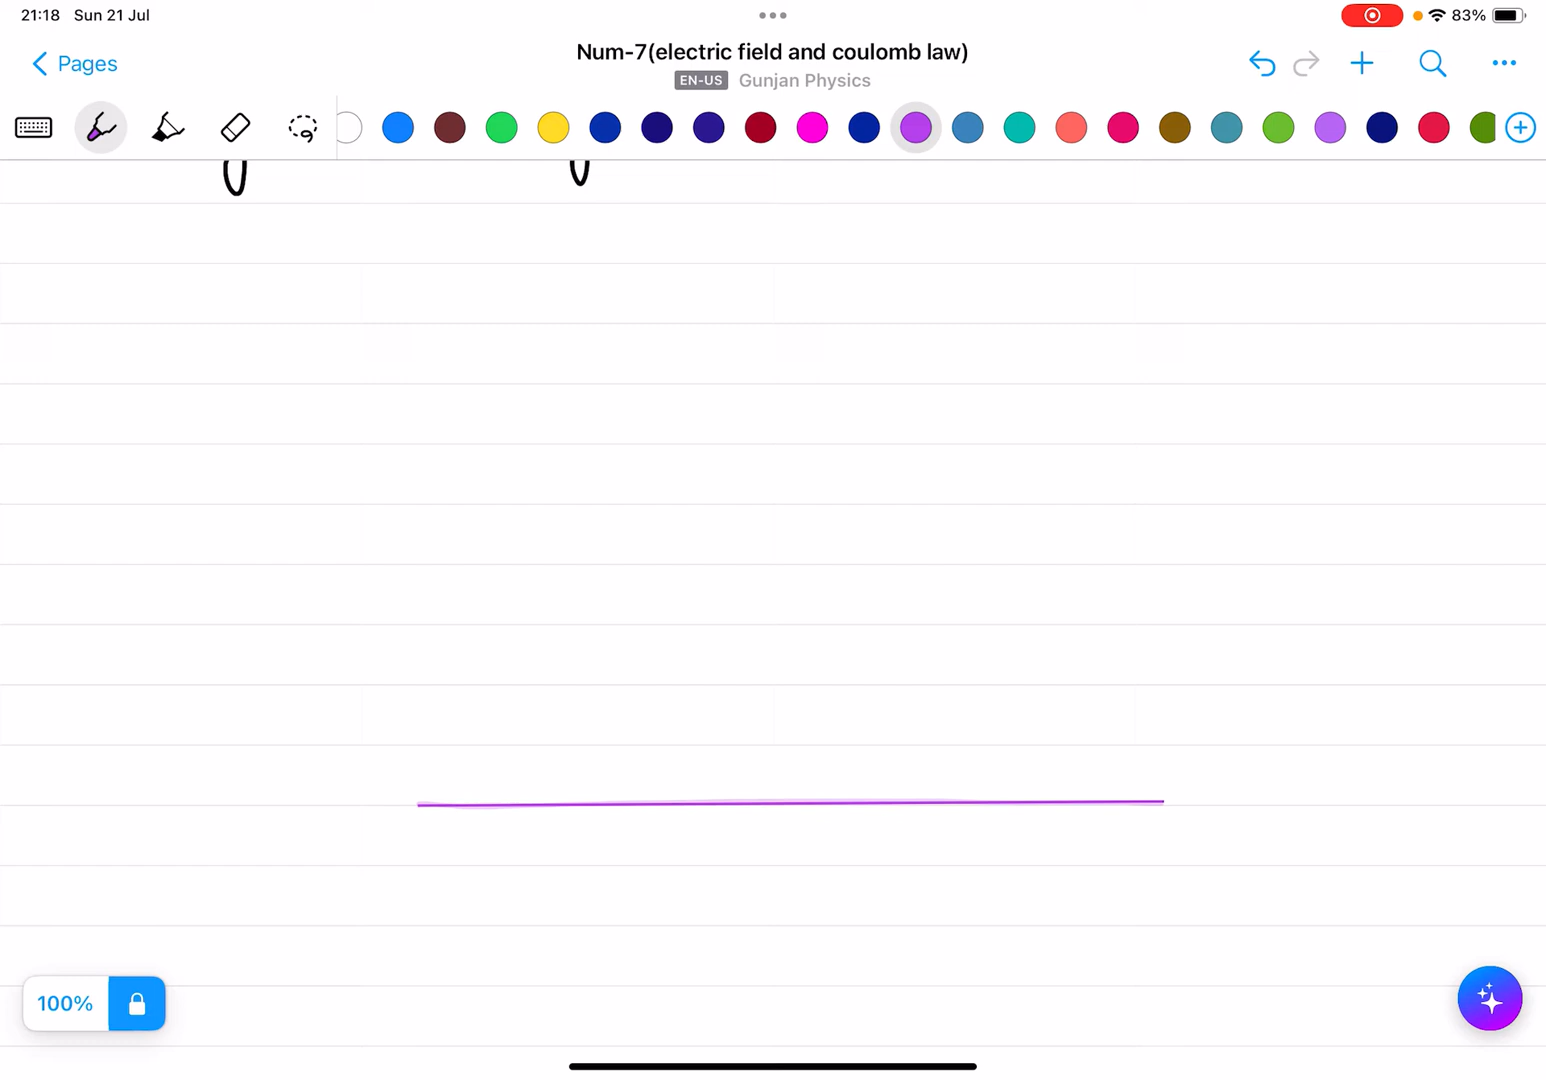 21:18 Sun 21 Jul
83%
Pages
Num-7(electric field and coulomb law)
EN-US Gunjan Physics
100%